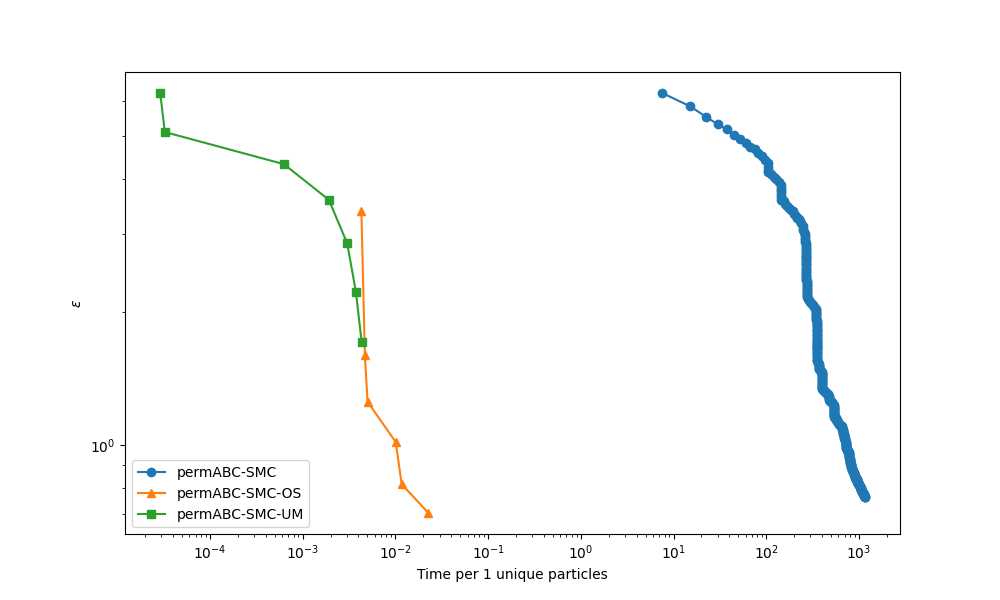 ε
10⁰
permABC-SMC
permABC-SMC-OS
permABC-SMC-UM
10⁻⁴ 10⁻³ 10⁻² 10⁻¹ 10⁰ 10¹ 10² 10³
Time per 1 unique particles